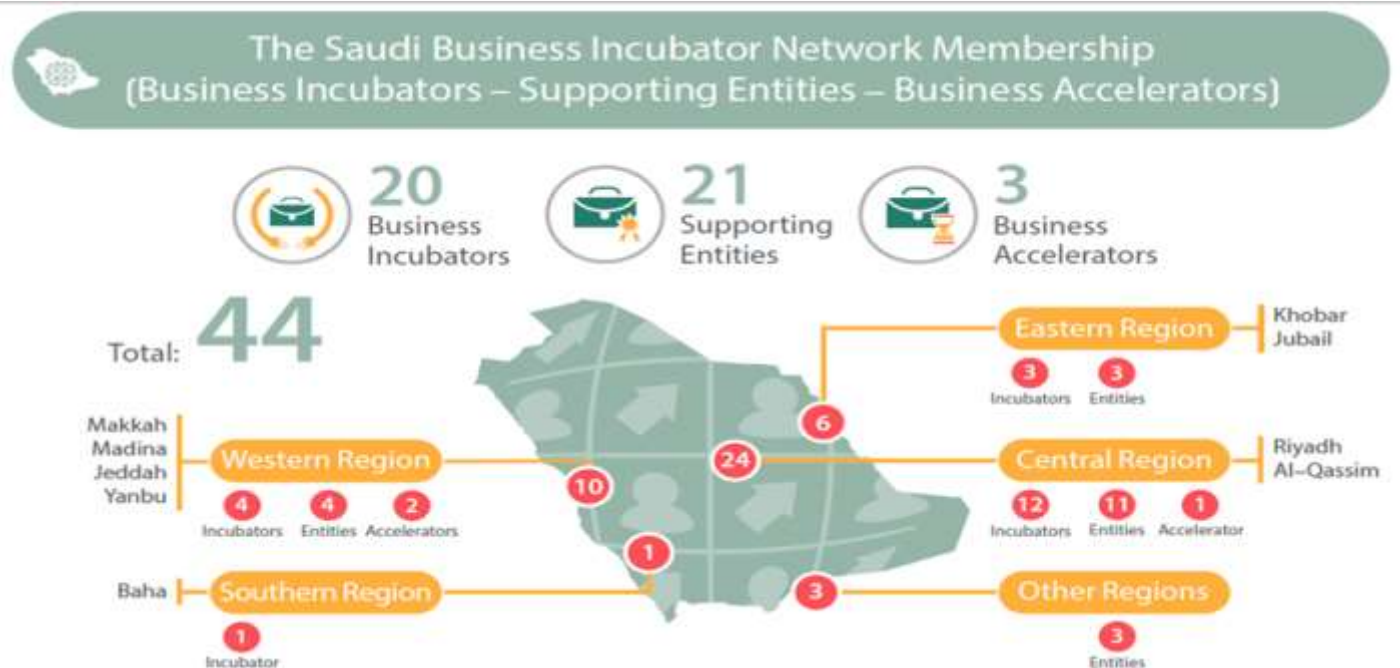 The Saudi Business Incubator Network Membership
(Business Incubators – Supporting Entities – Business Accelerators)
20
Business
Incubators
21
Supporting
Entities
3
Business
Accelerators
Total: 44
Eastern Region
Khobar
Jubail
3
Incubators
3
Entities
6
Makkah
Madina
Jeddah
Yanbu
Western Region
4
Incubators
4
Entities
2
Accelerators
10
24
Central Region
Riyadh
Al-Qassim
12
Incubators
11
Entities
1
Accelerator
Baha
Southern Region
1
Incubator
1
3
Other Regions
3
Entities